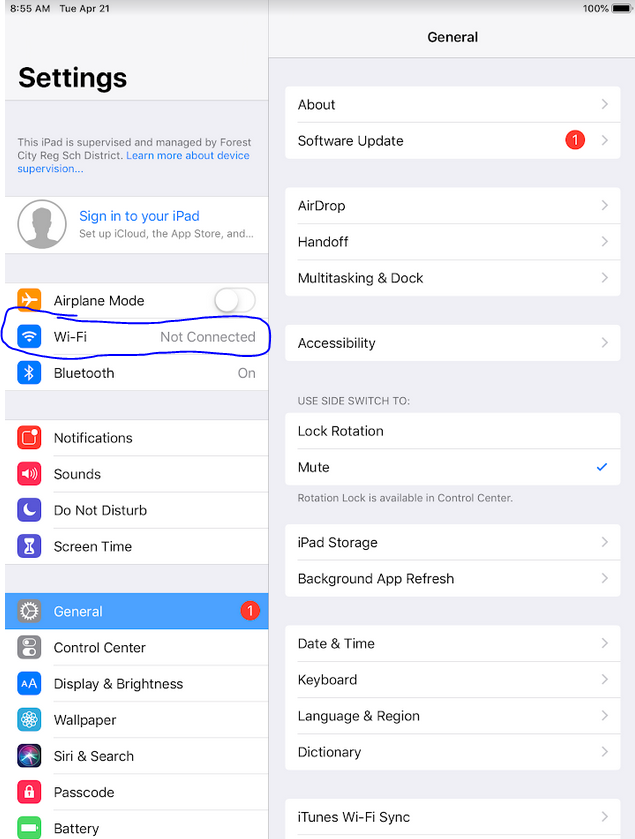 8:55 AM Tue Apr 21
100%
Settings
This iPad is supervised and managed by Forest
City Reg Sch District. Learn more about device
supervision...
Sign in to your iPad
Set up iCloud, the App Store, and...
Airplane Mode
Wi-Fi Not Connected
Bluetooth On
Notifications
Sounds
Do Not Disturb
Screen Time
General 1
Control Center
AA Display & Brightness
Wallpaper
Siri & Search
Passcode
Battery
General
About
Software Update 1
AirDrop
Handoff
Multitasking & Dock
Accessibility
USE SIDE SWITCH TO:
Lock Rotation
Mute
Rotation Lock is available in Control Center.
iPad Storage
Background App Refresh
Date & Time
Keyboard
Language & Region
Dictionary
iTunes Wi-Fi Sync